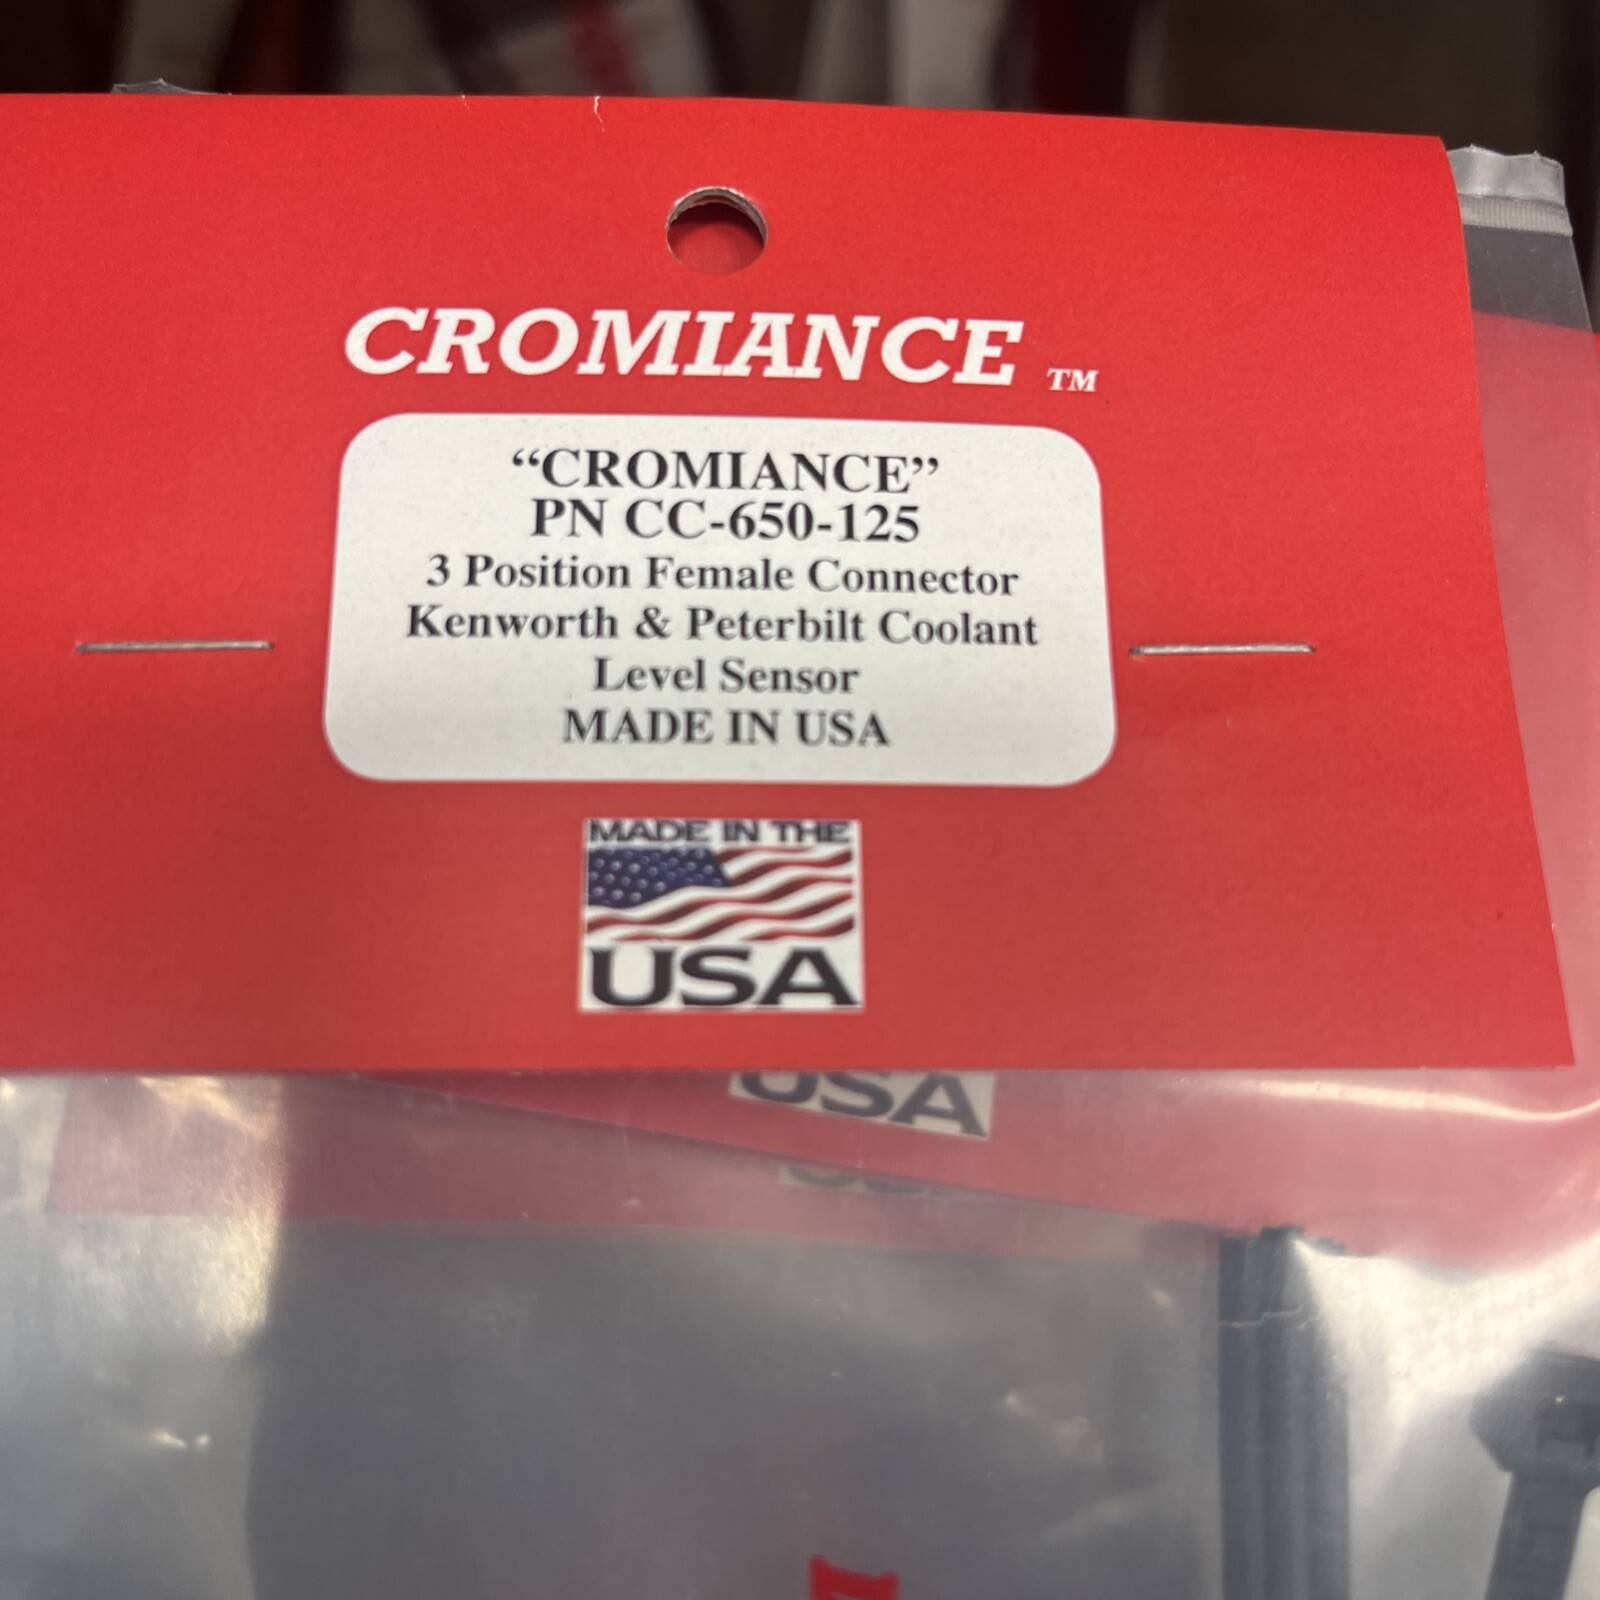 CROMIANCE TM
“CROMIANCE”
PN CC-650-125
3 Position Female Connector
Kenworth & Peterbilt Coolant
Level Sensor
MADE IN USA
MADE IN THE
USA
USA